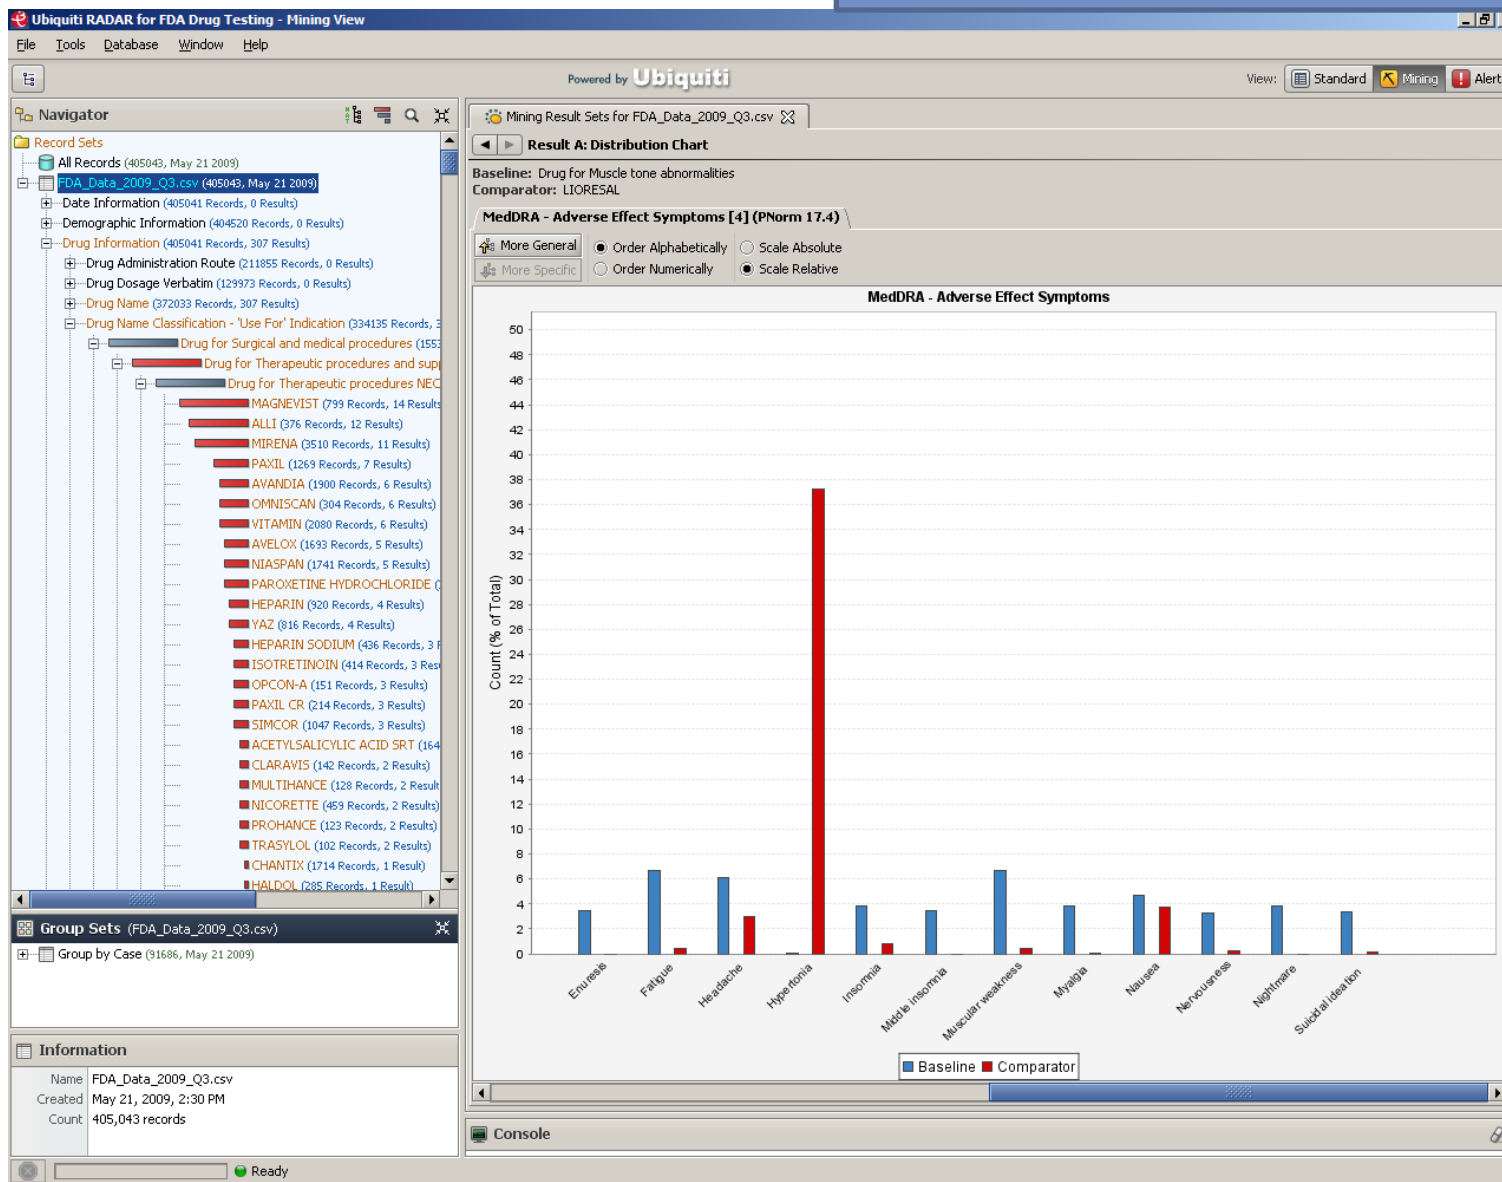 Ubiquiti RADAR for FDA Drug Testing - Mining View
File Tools Database Window Help
Powered by Ubiquiti
View: Standard Mining Alert
Navigator
Record Sets
All Records (405043, May 21 2009)
FDA_Data_2009_Q3.csv (405043, May 21 2009)
Date Information (405041 Records, 0 Results)
Demographic Information (404520 Records, 0 Results)
Drug Information (405041 Records, 307 Results)
Drug Administration Route (211855 Records, 0 Results)
Drug Dosage Verbatim (129973 Records, 0 Results)
Drug Name (372033 Records, 307 Results)
Drug Name Classification - 'Use For' Indication (334135 Records, 3
Drug for Surgical and medical procedures (1553
Drug for Therapeutic procedures and sup
Drug for Therapeutic procedures NEC
MAGNEVIST (799 Records, 14 Results
ALLI (376 Records, 12 Results)
MIRENA (3510 Records, 11 Results)
PAXIL (1269 Records, 7 Results)
AVANDIA (1900 Records, 6 Results)
OMNISCAN (304 Records, 6 Results)
VITAMIN (2080 Records, 6 Results)
AVELOX (1693 Records, 5 Results)
NIASPAN (1741 Records, 5 Results)
PAROXETINE HYDROCHLORIDE (
HEPARIN (920 Records, 4 Results)
YAZ (816 Records, 4 Results)
HEPARIN SODIUM (436 Records, 3 R
ISOTRETINOIN (414 Records, 3 Res
OPCON-A (151 Records, 3 Results)
PAXIL CR (214 Records, 3 Results)
SIMCOR (1047 Records, 3 Results)
ACETYLSALICYLIC ACID SRT (164
CLARAVIS (142 Records, 2 Results)
MULTIHANCE (128 Records, 2 Result
NICORETTE (459 Records, 2 Results)
PROHANCE (123 Records, 2 Results)
TRASYLOL (102 Records, 2 Results)
CHANTIX (1714 Records, 1 Result)
HALDOL (285 Records, 1 Result)
Group Sets (FDA_Data_2009_Q3.csv)
Group by Case (91686, May 21 2009)
Information
Name FDA_Data_2009_Q3.csv
Created May 21, 2009, 2:30 PM
Count 405,043 records
Ready
Mining Result Sets for FDA_Data_2009_Q3.csv
Result A: Distribution Chart
Baseline: Drug for Muscle tone abnormalities
Comparator: LIORESAL
MedDRA - Adverse Effect Symptoms [4] (PNorm 17.4)
More General Order Alphabetically Scale Absolute
More Specific Order Numerically Scale Relative
MedDRA - Adverse Effect Symptoms
50
48
46
44
42
40
38
36
34
32
30
28
26
24
22
20
18
16
14
12
10
8
6
4
2
0
Count (% of Total)
Enuresis
Fatigue
Headache
Hypertonia
Insomnia
Middle insomnia
Muscular weakness
Myalgia
Nausea
Nervousness
Nightmare
Suicidal ideation
Baseline Comparator
Console